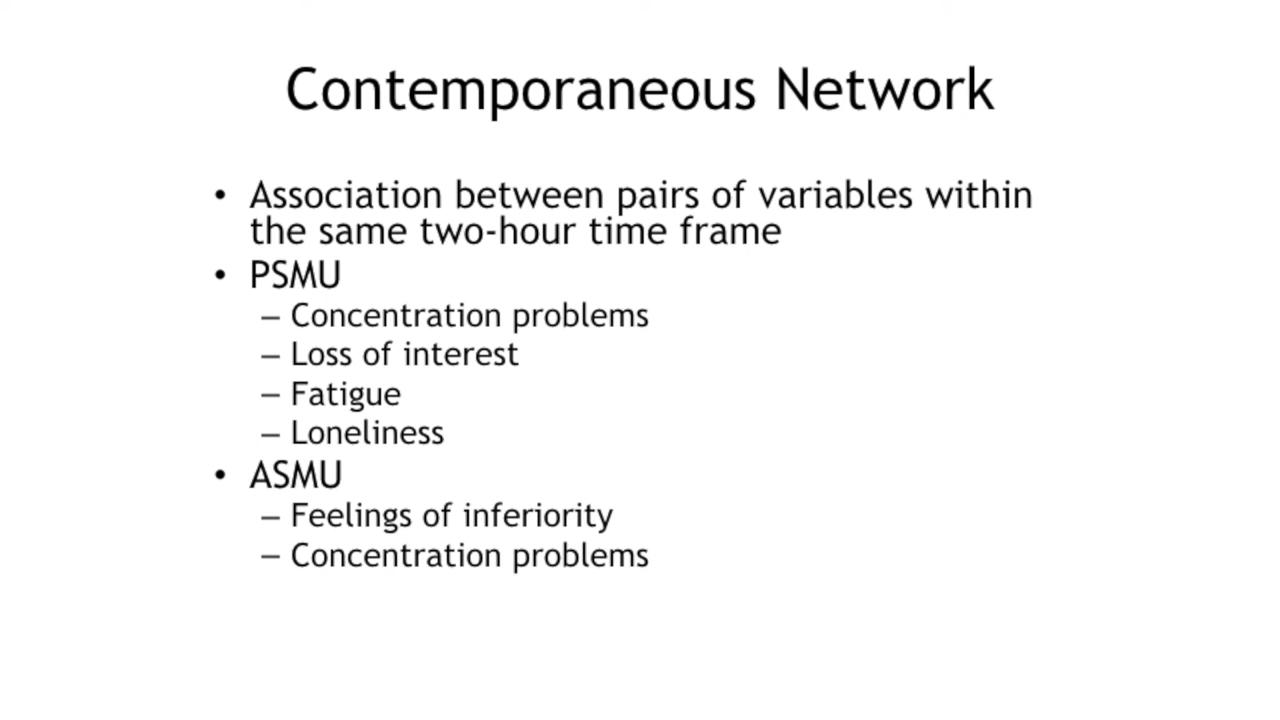 Contemporaneous Network
• Association between pairs of variables within
the same two-hour time frame
• PSMU
– Concentration problems
– Loss of interest
– Fatigue
– Loneliness
• ASMU
– Feelings of inferiority
– Concentration problems